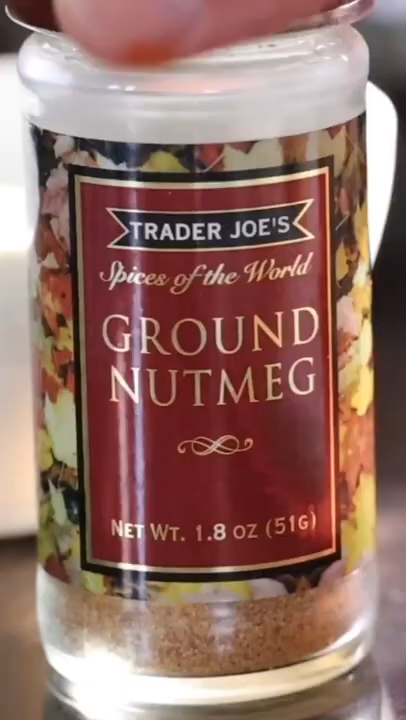 TRADER JOE'S
Spices of the World
GROUND
NUTMEG
NET WT. 1.8 OZ (51G)